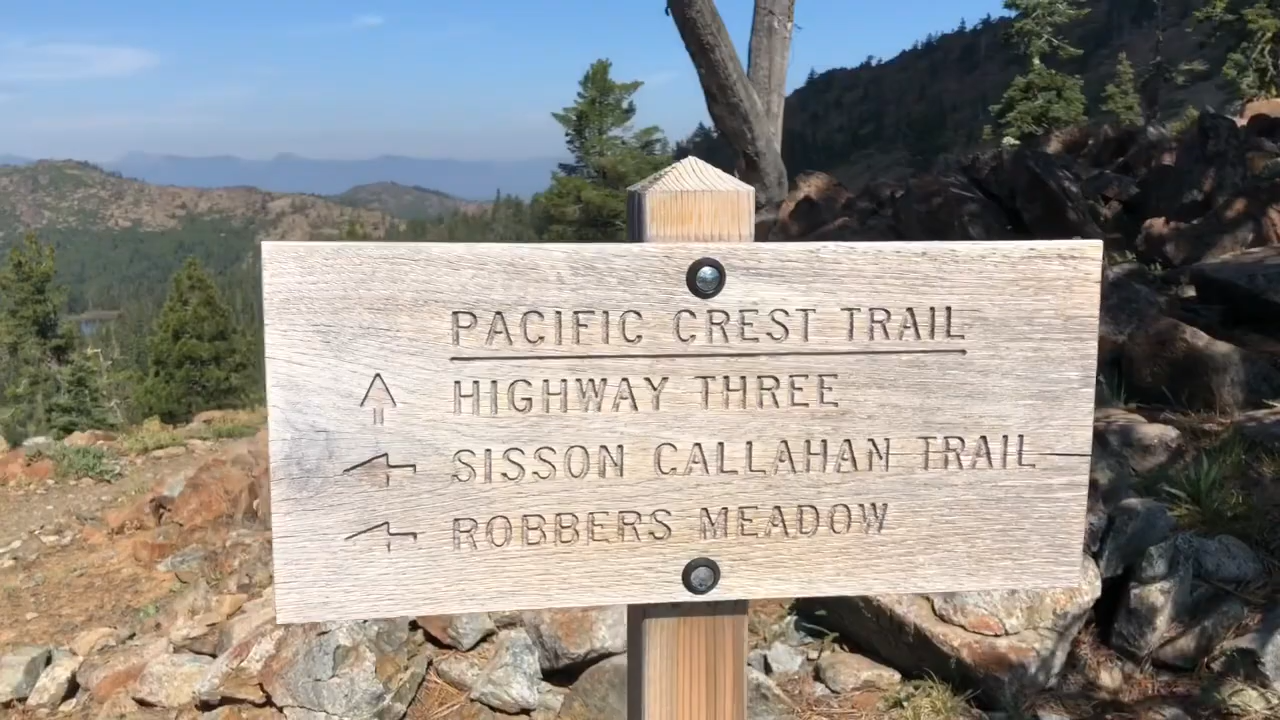 PACIFIC CREST TRAIL
HIGHWAY THREE
SISSON CALLAHAN TRAIL
ROBBERS MEADOW